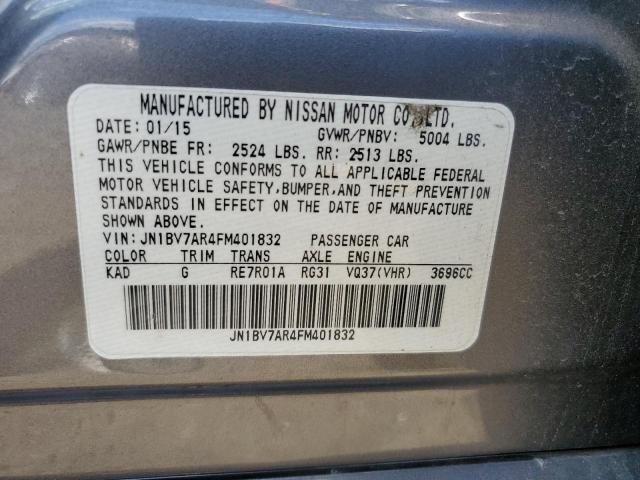 MANUFACTURED BY NISSAN MOTOR CO., LTD.
DATE: 01/15 GVWR/PNBV: 5004 LBS.
GAWR/PNBE FR: 2524 LBS. RR: 2513 LBS.
THIS VEHICLE CONFORMS TO ALL APPLICABLE FEDERAL
MOTOR VEHICLE SAFETY, BUMPER, AND THEFT PREVENTION
STANDARDS IN EFFECT ON THE DATE OF MANUFACTURE
SHOWN ABOVE.
VIN: JN1BV7AR4FM401832 PASSENGER CAR
COLOR TRIM TRANS AXLE ENGINE
KAD G RE7R01A RG31 VQ37(VHR) 3696CC
JN1BV7AR4FM401832